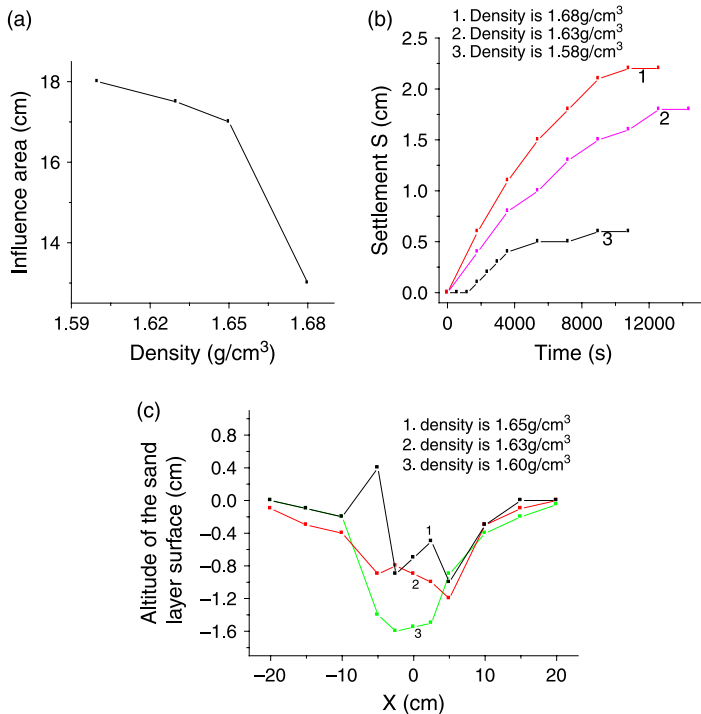 (a)
18
16
14
Influence area (cm)
1.59
1.62
1.65
1.68
Density (g/cm³)
(b)
1. Density is 1.68g/cm³
2. Density is 1.63g/cm³
3. Density is 1.58g/cm³
2.5
2.0
1.5
1.0
0.5
0.0
Settlement S (cm)
1
2
3
0
4000
8000
12000
Time (s)
(c)
1. density is 1.65g/cm³
2. density is 1.63g/cm³
3. density is 1.60g/cm³
0.8
0.4
0.0
−0.4
−0.8
−1.2
−1.6
Altitude of the sand
layer surface (cm)
1
2
3
−20
−10
0
10
20
X (cm)